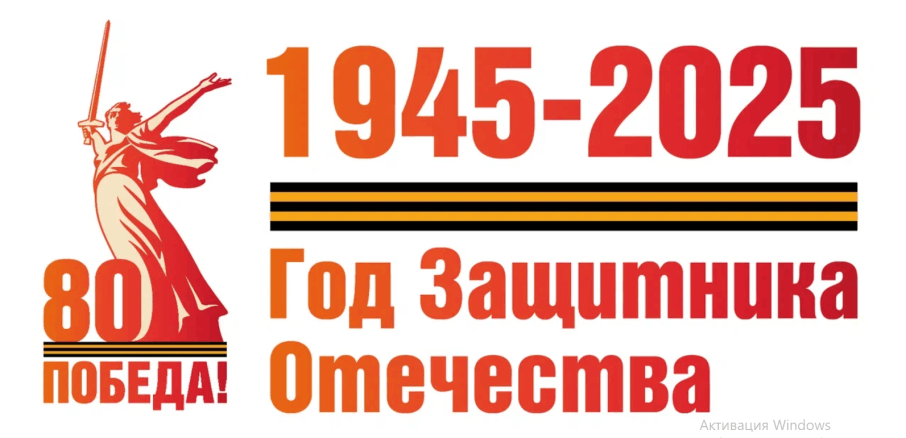 80
ПОБЕДА!
1945-2025
Год Защитника
Отечества
Активация Windows